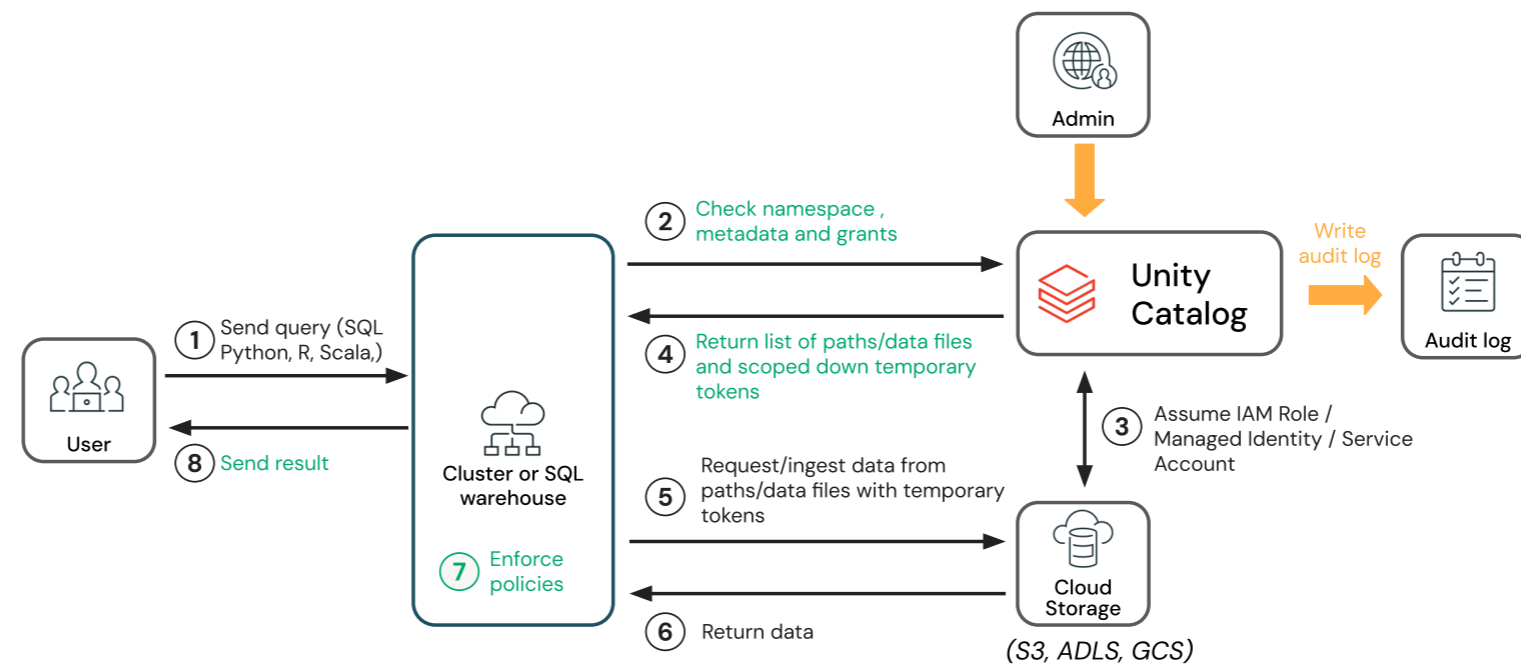 Admin
2
Check namespace ,
metadata and grants
Write
audit log
Unity
Catalog
Audit log
1
Send query (SQL
Python, R, Scala,)
4
Return list of paths/data files
and scoped down temporary
tokens
User
8
Send result
Cluster or SQL
warehouse
3
Assume IAM Role /
Managed Identity / Service
Account
5
Request/ingest data from
paths/data files with temporary
tokens
7
Enforce
policies
Cloud
Storage
6
Return data
(S3, ADLS, GCS)